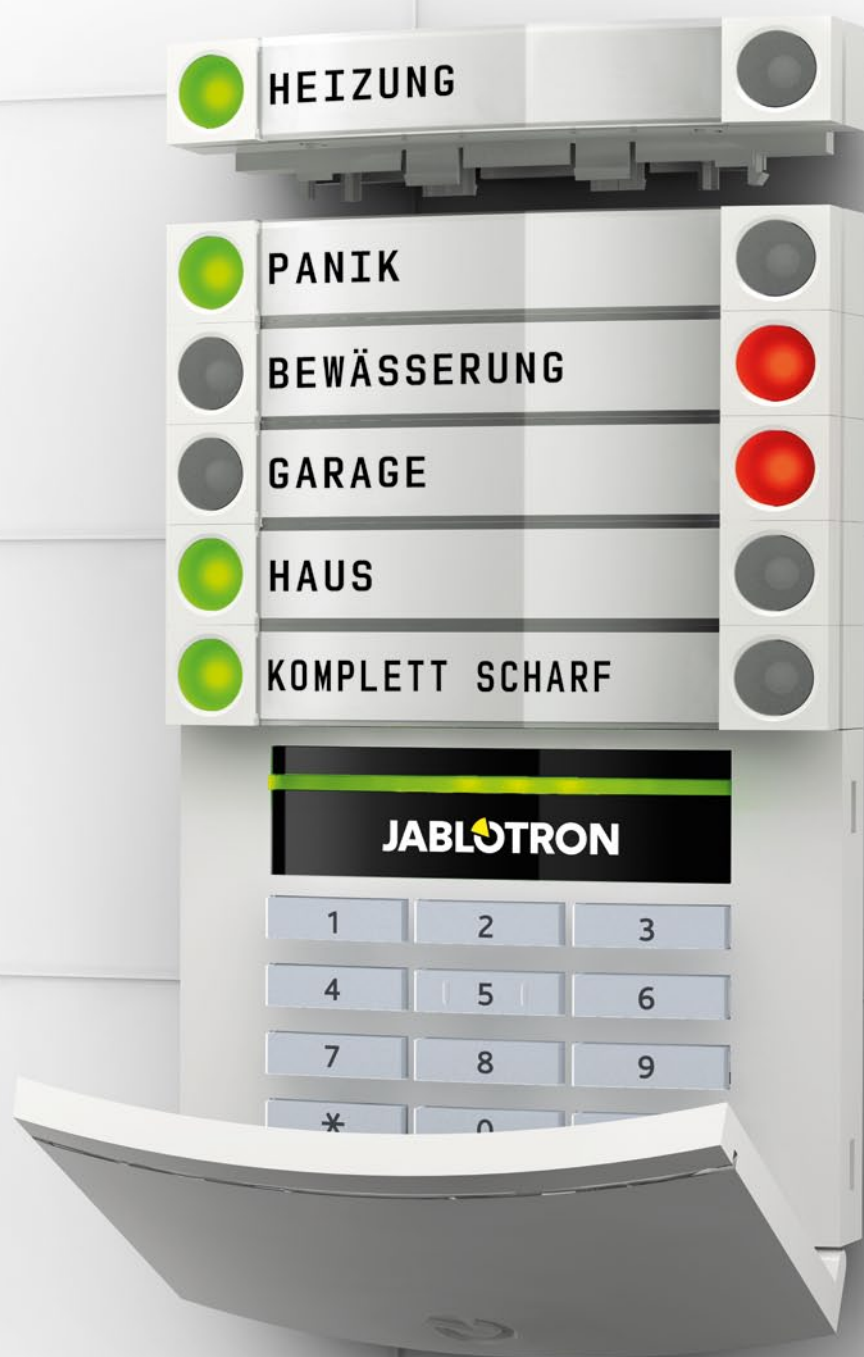 HEIZUNG
PANIK
BEWÄSSERUNG
GARAGE
HAUS
KOMPLETT SCHARF
JABLOTRON
1 2 3
4 5 6
7 8 9
* 0